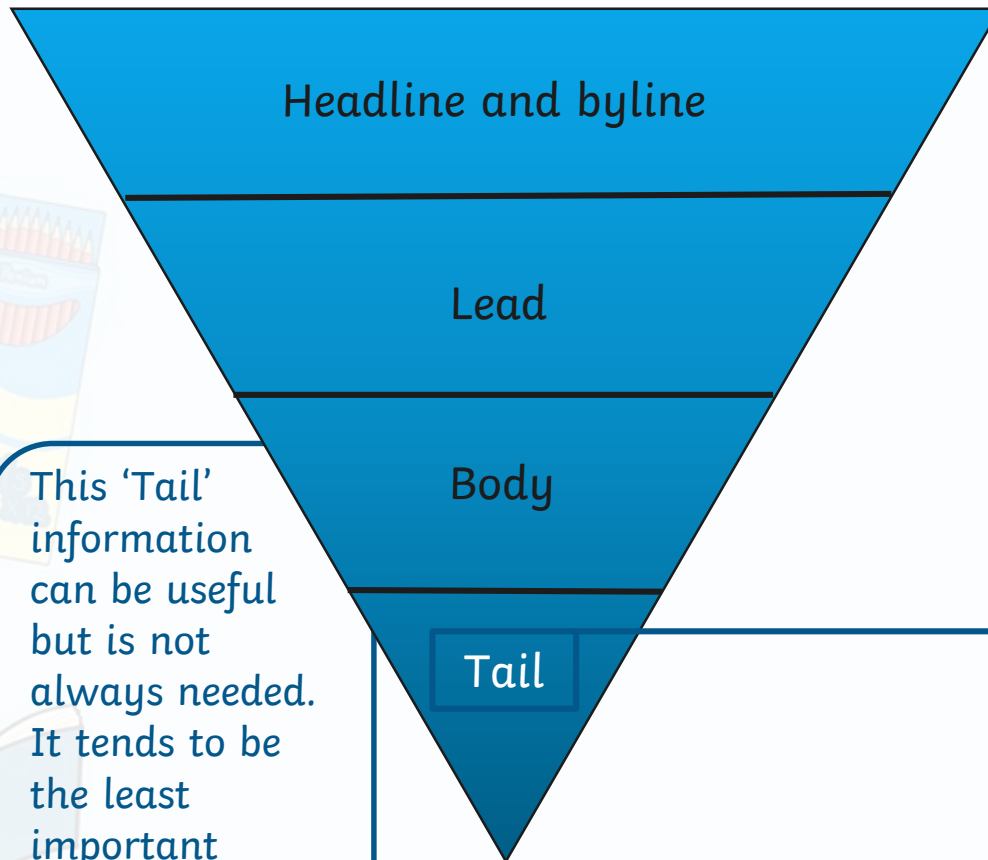 Headline and byline
Lead
Body
Tail
This ‘Tail’
information
can be useful
but is not
always needed.
It tends to be
the least
important